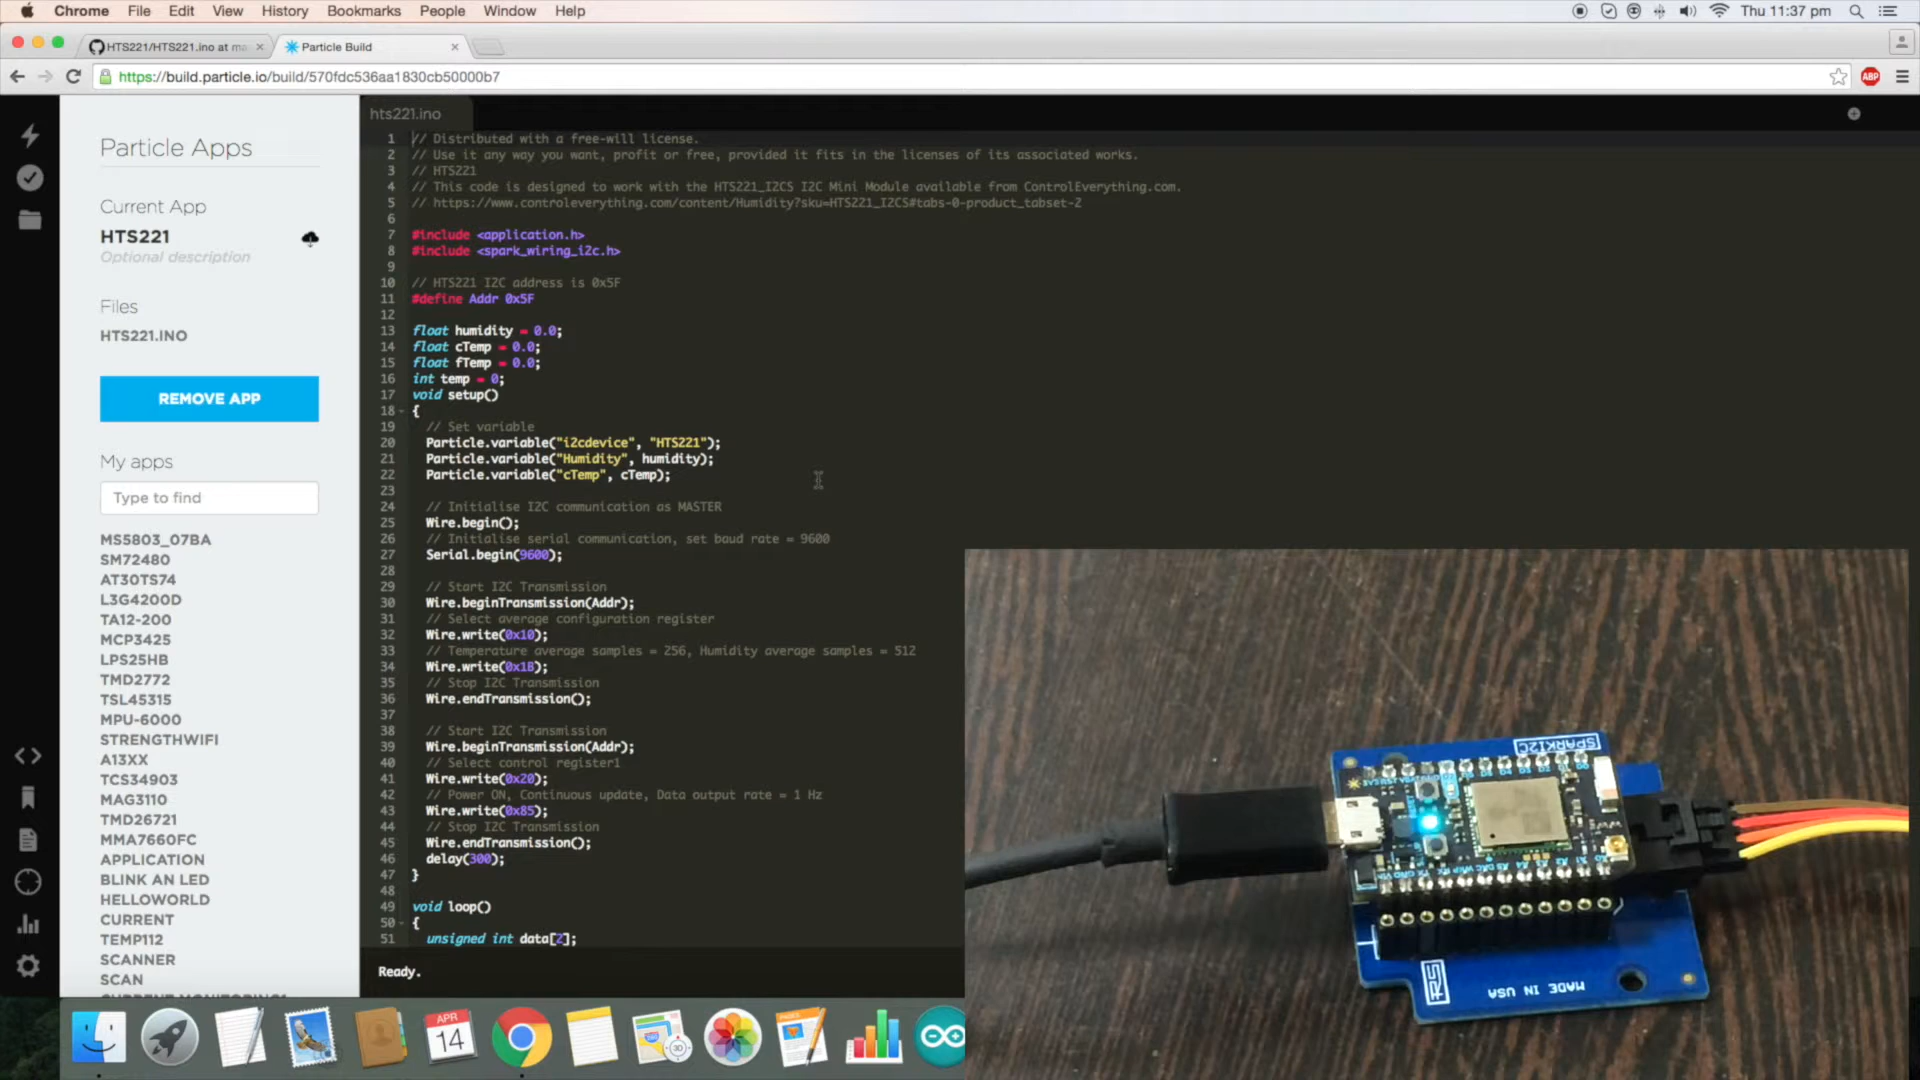 Chrome File Edit View History Bookmarks People Window Help Thu 11:37 pm
HTS221/HTS221.ino at ma Particle Build
https://build.particle.io/build/570fdc536aa1830cb50000b7 ABP
Particle Apps
Current App
HTS221
Optional description
Files
HTS221.INO
REMOVE APP
My apps
Type to find
MS5803_07BA
SM72480
AT30TS74
L3G4200D
TA12-200
MCP3425
LPS25HB
TMD2772
TSL45315
MPU-6000
STRENGTHWIFI
A13XX
TCS34903
MAG3110
TMD26721
MMA7660FC
APPLICATION
BLINK AN LED
HELLOWORLD
CURRENT
TEMP112
SCANNER
SCAN
CURRENT MONITORING1
hts221.ino
1 // Distributed with a free-will license.
2 // Use it any way you want, profit or free, provided it fits in the licenses of its associated works.
3 // HTS221
4 // This code is designed to work with the HTS221_I2CS I2C Mini Module available from ControlEverything.com.
5 // https://www.controleverything.com/content/Humidity?sku=HTS221_I2CS#tabs-0-product_tabset-2
6
7 #include <application.h>
8 #include <spark_wiring_i2c.h>
9
10 // HTS221 I2C address is 0x5F
11 #define Addr 0x5F
12
13 float humidity = 0.0;
14 float cTemp = 0.0;
15 float fTemp = 0.0;
16 int temp = 0;
17 void setup()
18 {
19 // Set variable
20 Particle.variable("i2cdevice", "HTS221");
21 Particle.variable("Humidity", humidity);
22 Particle.variable("cTemp", cTemp);
23
24 // Initialise I2C communication as MASTER
25 Wire.begin();
26 // Initialise serial communication, set baud rate = 9600
27 Serial.begin(9600);
28
29 // Start I2C Transmission
30 Wire.beginTransmission(Addr);
31 // Select average configuration register
32 Wire.write(0x10);
33 // Temperature average samples = 256, Humidity average samples = 512
34 Wire.write(0x1B);
35 // Stop I2C Transmission
36 Wire.endTransmission();
37
38 // Start I2C Transmission
39 Wire.beginTransmission(Addr);
40 // Select control register1
41 Wire.write(0x20);
42 // Power ON, Continuous update, Data output rate = 1 Hz
43 Wire.write(0x85);
44 // Stop I2C Transmission
45 Wire.endTransmission();
46 delay(300);
47 }
48
49 void loop()
50 {
51 unsigned int data[2];
Ready.
APR
14
SPARKI2C
MADE IN USA